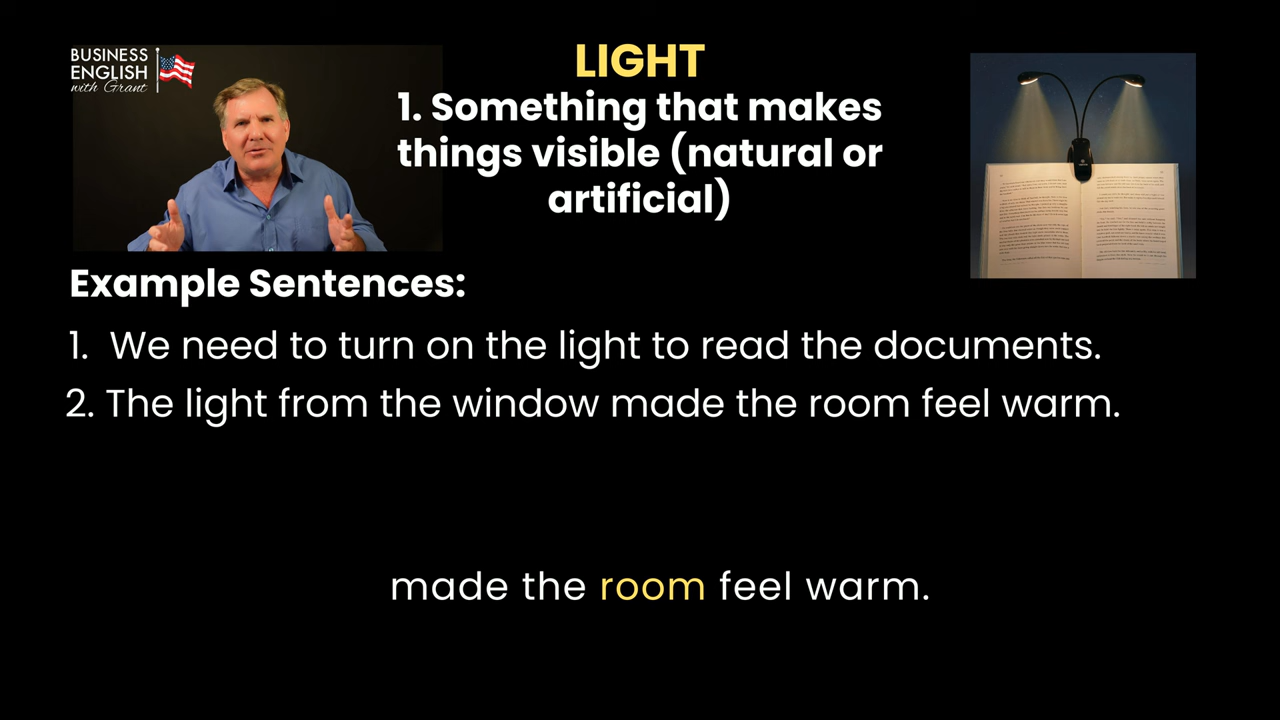 BUSINESS
ENGLISH
with Grant
LIGHT
1. Something that makes
things visible (natural or
artificial)
Example Sentences:
1. We need to turn on the light to read the documents.
2. The light from the window made the room feel warm.
made the room feel warm.